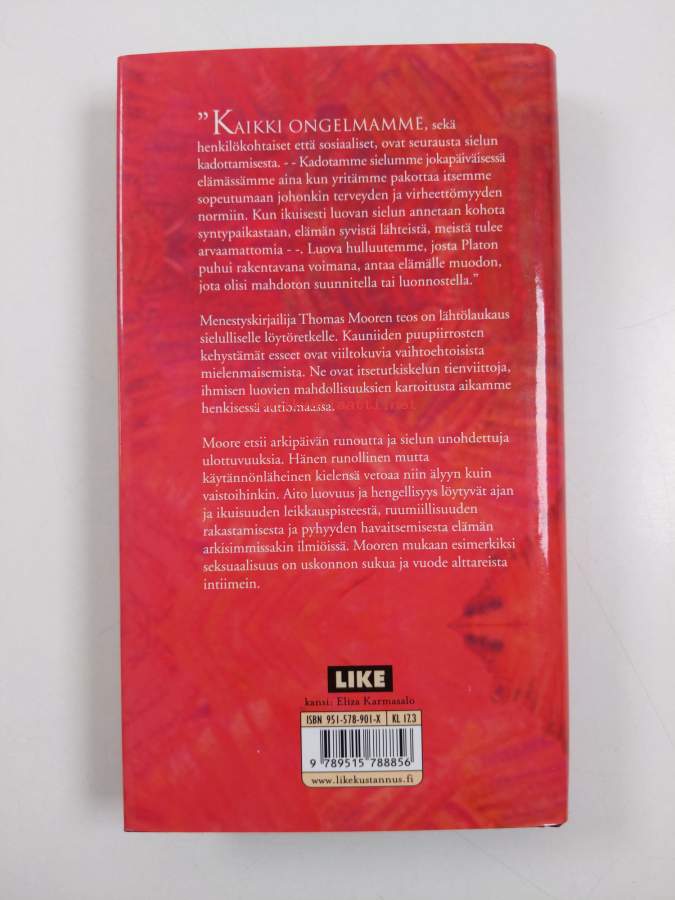 ”KAIKKI ONGELMAMME, sekä
henkilökohtaiset että sosiaaliset, ovat seurausta sielun
kadottamisesta. - - Kadotamme sielumme jokapäiväisessä
elämässämme aina kun yritämme pakottaa itsemme
sopeutumaan johonkin terveyden ja virheettömyyden
normiin. Kun ikuisesti luovan sielun annetaan kohota
syntypaikastaan, elämän syvistä lähteistä, meistä tulee
arvaamattomia - -. Luova hulluutemme, josta Platon
puhui rakentavana voimana, antaa elämälle muodon,
jota olisi mahdoton suunnitella tai luonnostella.”
Menestyskirjailija Thomas Mooren teos on lähtölaukaus
sielulliselle löytöretkelle. Kauniiden puupiirrosten
kehystämät esseet ovat viiltokuvia vaihtoehtoisista
mielenmaisemista. Ne ovat itsetutkiskelun tienviittoja,
ihmisen luovien mahdollisuuksien kartoitusta aikamme
henkisessä autiomaassa.
Moore etsii arkipäivän runoutta ja sielun unohdettuja
ulottuvuuksia. Hänen runollinen mutta
käytännönläheinen kielensä vetoaa niin älyyn kuin
vaistoihinkin. Aito luovuus ja hengellisyys löytyvät ajan
ja ikuisuuden leikkauspisteestä, ruumiillisuuden
rakastamisesta ja pyhyyden havaitsemisesta elämän
arkisimmissakin ilmiöissä. Mooren mukaan esimerkiksi
seksuaalisuus on uskonnon sukua ja vuode alttareista
intiimein.
LIKE
kansi: Eliza Karmasalo
ISBN 951-578-901-X KL 17.3
9 789515 788856
www.likekustannus.fi